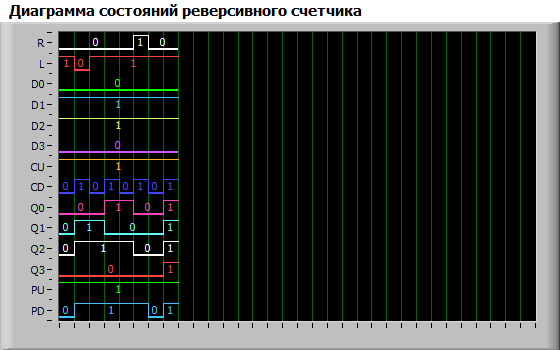 Диаграмма состояний реверсивного счетчика
R 0 1 0
L 1 0 1
D0 0
D1 1
D2 1
D3 0
CU 1
CD 0 1 0 1 0 1 0 1
Q0 0 1 0 1
Q1 0 1 0 1
Q2 0 1 0 1
Q3 0 1
PU 1
PD 0 1 0 1